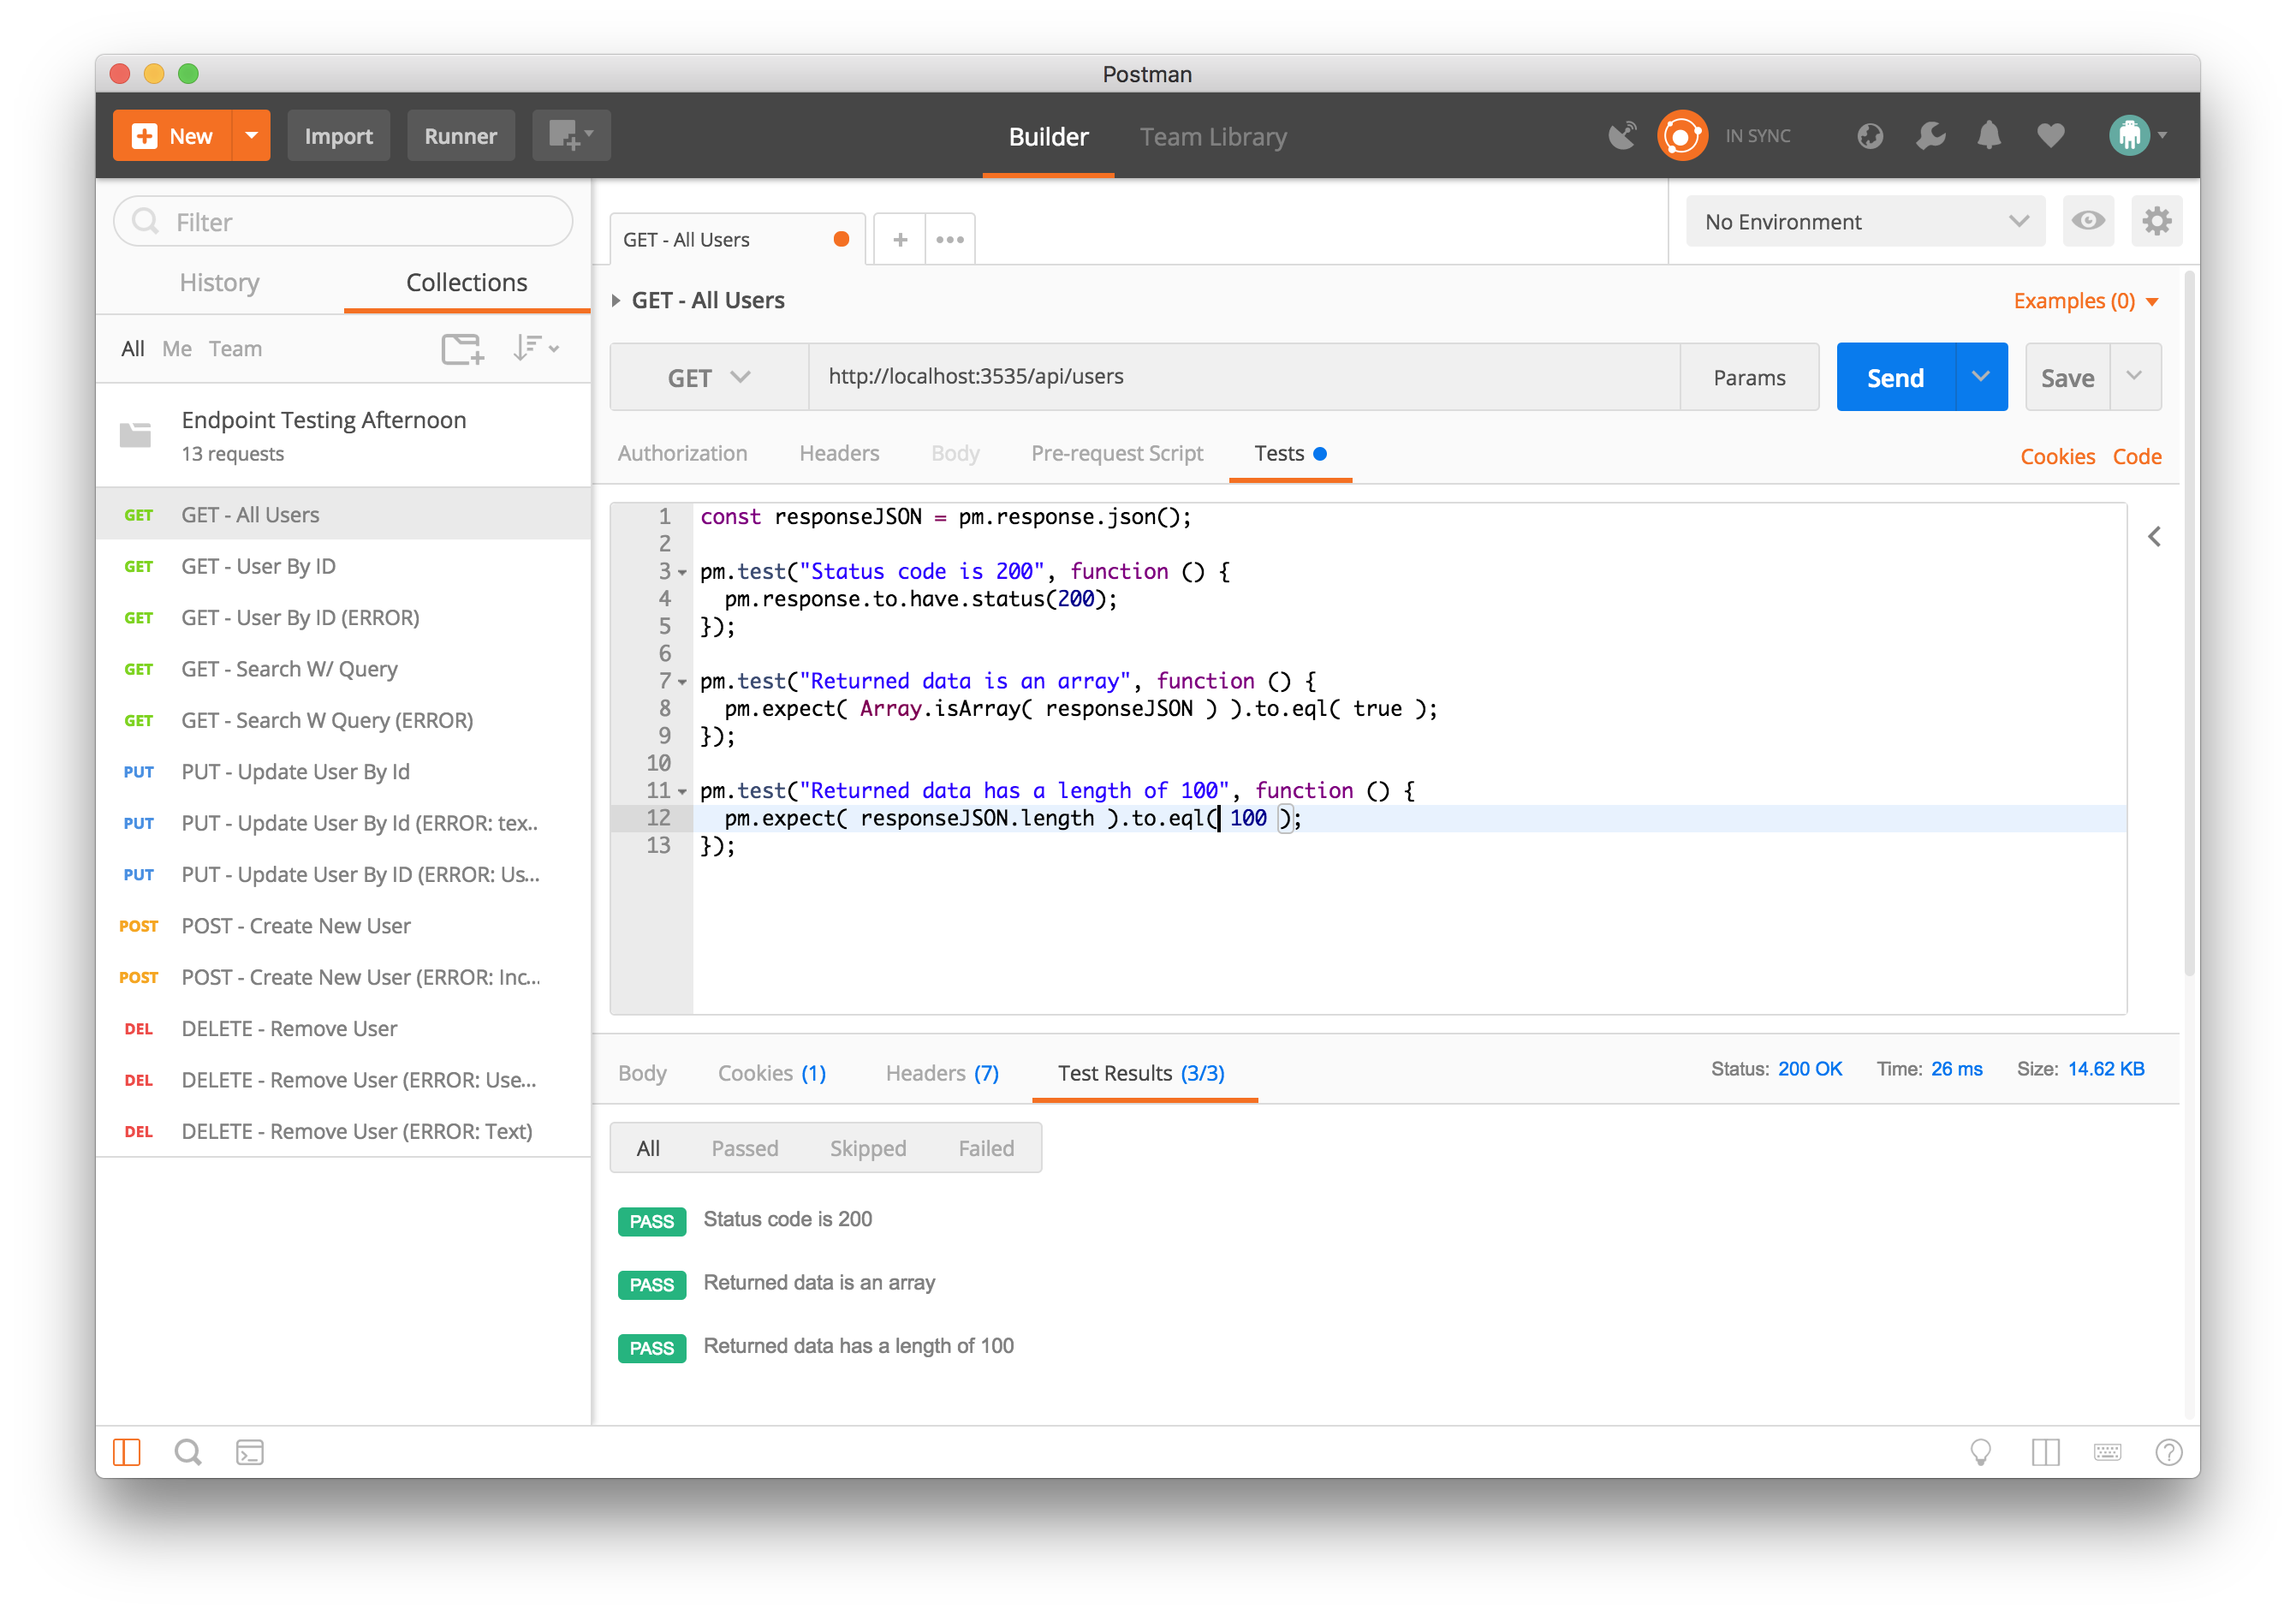 Postman
New
Import
Runner
Builder
Team Library
IN SYNC
Filter
History
Collections
All Me Team
Endpoint Testing Afternoon
13 requests
GET GET - All Users
GET GET - User By ID
GET GET - User By ID (ERROR)
GET GET - Search W/ Query
GET GET - Search W Query (ERROR)
PUT PUT - Update User By Id
PUT PUT - Update User By Id (ERROR: tex..
PUT PUT - Update User By ID (ERROR: Us...
POST POST - Create New User
POST POST - Create New User (ERROR: Inc...
DEL DELETE - Remove User
DEL DELETE - Remove User (ERROR: Use...
DEL DELETE - Remove User (ERROR: Text)
GET - All Users
No Environment
GET - All Users
Examples (0)
GET
http://localhost:3535/api/users
Params
Send
Save
Authorization Headers Body Pre-request Script Tests
Cookies Code
1 const responseJSON = pm.response.json();
2
3 pm.test("Status code is 200", function () {
4 pm.response.to.have.status(200);
5 });
6
7 pm.test("Returned data is an array", function () {
8 pm.expect( Array.isArray( responseJSON ) ).to.eql( true );
9 });
10
11 pm.test("Returned data has a length of 100", function () {
12 pm.expect( responseJSON.length ).to.eql( 100 );
13 });
Body Cookies (1) Headers (7) Test Results (3/3)
Status: 200 OK Time: 26 ms Size: 14.62 KB
All Passed Skipped Failed
PASS Status code is 200
PASS Returned data is an array
PASS Returned data has a length of 100